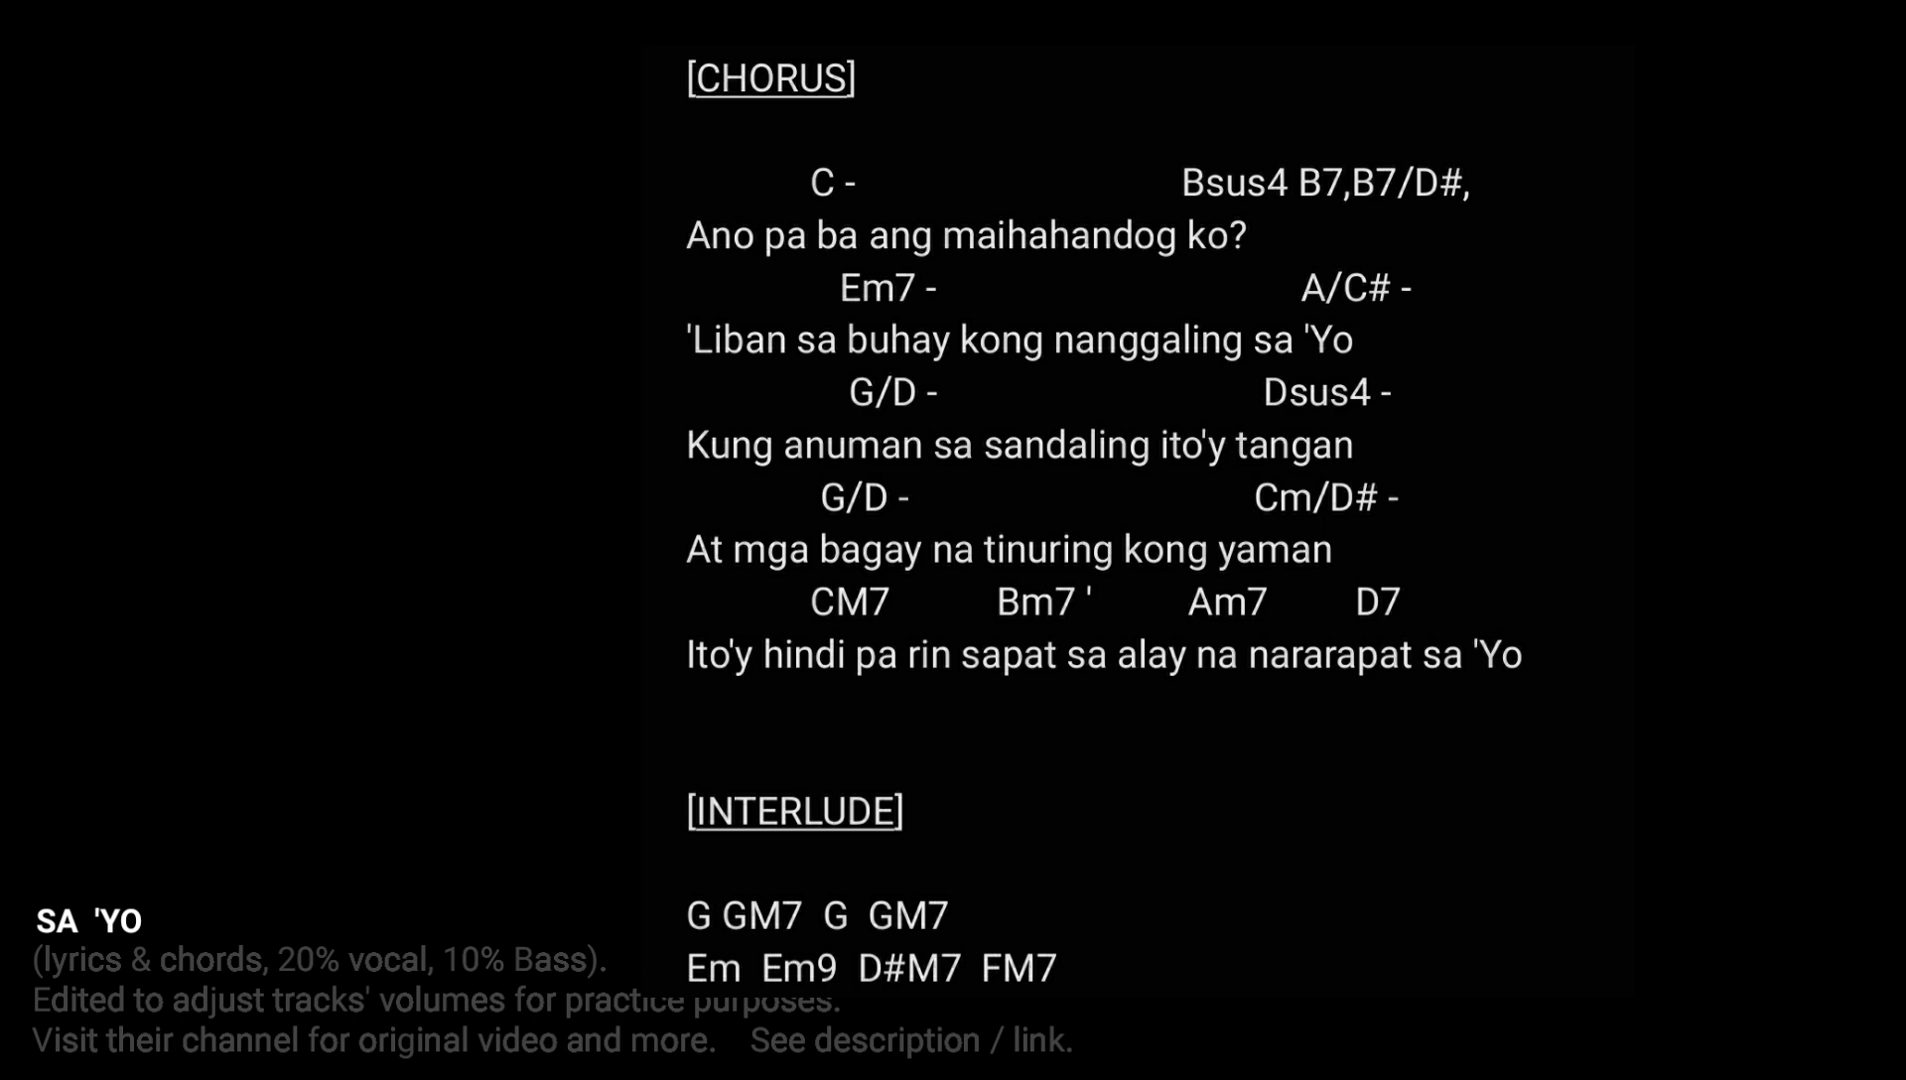 [CHORUS]
C - Bsus4 B7,B7/D#,
Ano pa ba ang maihahandog ko?
Em7 - A/C# -
'Liban sa buhay kong nanggaling sa 'Yo
G/D - Dsus4 -
Kung anuman sa sandaling ito'y tangan
G/D - Cm/D# -
At mga bagay na tinuring kong yaman
CM7 Bm7 ' Am7 D7
Ito'y hindi pa rin sapat sa alay na nararapat sa 'Yo
[INTERLUDE]
G GM7 G GM7
Em Em9 D#M7 FM7
SA 'YO
(lyrics & chords, 20% vocal, 10% Bass).
Edited to adjust tracks' volumes for practice purposes.
Visit their channel for original video and more. See description / link.